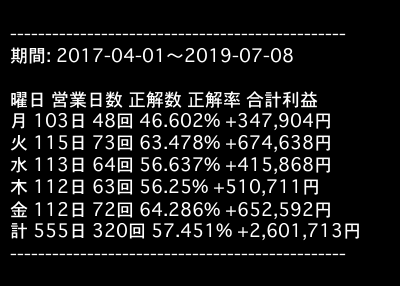 ------------------------------------------------
期間: 2017-04-01〜2019-07-08

曜日 営業日数 正解数 正解率 合計利益
月 103日 48回 46.602% +347,904円
火 115日 73回 63.478% +674,638円
水 113日 64回 56.637% +415,868円
木 112日 63回 56.25% +510,711円
金 112日 72回 64.286% +652,592円
計 555日 320回 57.451% +2,601,713円
------------------------------------------------